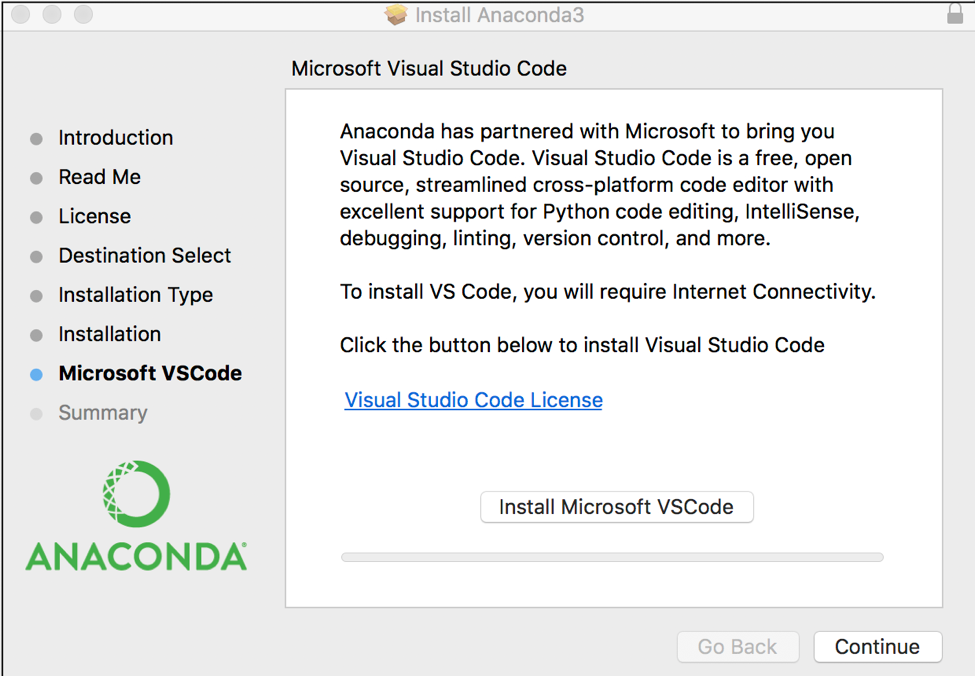 Install Anaconda3
Microsoft Visual Studio Code
Introduction
Read Me
License
Destination Select
Installation Type
Installation
Microsoft VSCode
Summary
ANACONDA®
Anaconda has partnered with Microsoft to bring you
Visual Studio Code. Visual Studio Code is a free, open
source, streamlined cross-platform code editor with
excellent support for Python code editing, IntelliSense,
debugging, linting, version control, and more.
To install VS Code, you will require Internet Connectivity.
Click the button below to install Visual Studio Code
Visual Studio Code License
Install Microsoft VSCode
Go Back
Continue